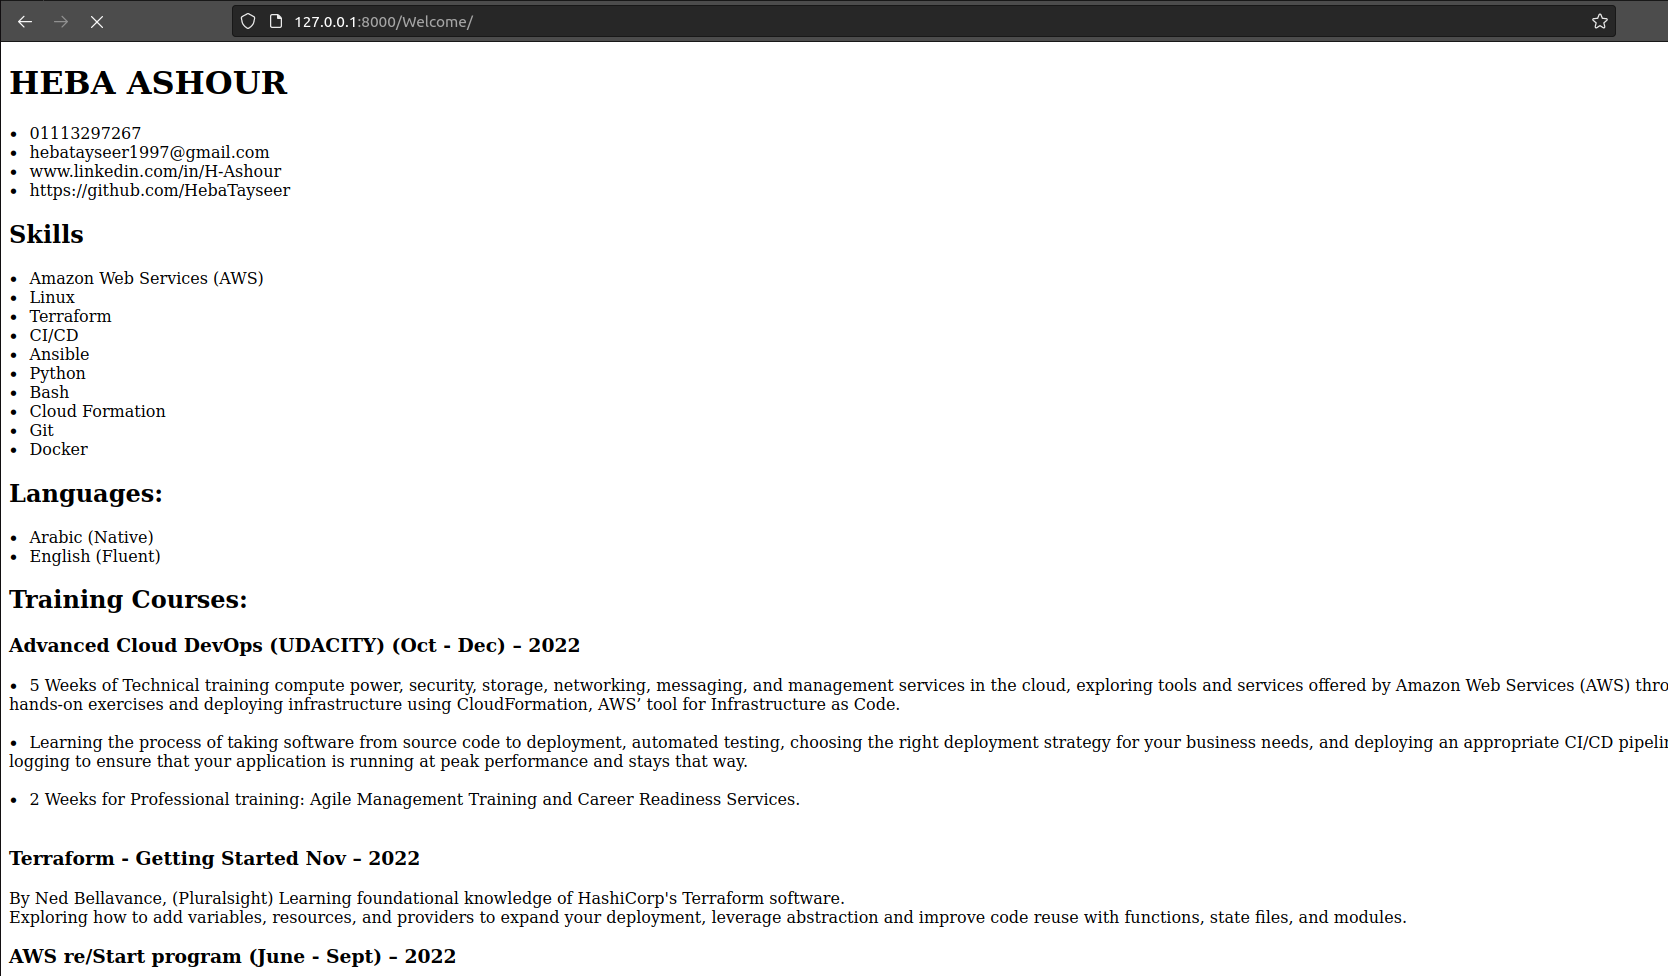 127.0.0.1:8000/Welcome/
HEBA ASHOUR
• 01113297267
• hebatayseer1997@gmail.com
• www.linkedin.com/in/H-Ashour
• https://github.com/HebaTayseer
Skills
• Amazon Web Services (AWS)
• Linux
• Terraform
• CI/CD
• Ansible
• Python
• Bash
• Cloud Formation
• Git
• Docker
Languages:
• Arabic (Native)
• English (Fluent)
Training Courses:
Advanced Cloud DevOps (UDACITY) (Oct - Dec) – 2022
• 5 Weeks of Technical training compute power, security, storage, networking, messaging, and management services in the cloud, exploring tools and services offered by Amazon Web Services (AWS)
hands-on exercises and deploying infrastructure using CloudFormation, AWS’ tool for Infrastructure as Code.
• Learning the process of taking software from source code to deployment, automated testing, choosing the right deployment strategy for your business needs, and deploying an appropriate CI/CD
logging to ensure that your application is running at peak performance and stays that way.
• 2 Weeks for Professional training: Agile Management Training and Career Readiness Services.
Terraform - Getting Started Nov – 2022
By Ned Bellavance, (Pluralsight) Learning foundational knowledge of HashiCorp's Terraform software.
Exploring how to add variables, resources, and providers to expand your deployment, leverage abstraction and improve code reuse with functions, state files, and modules.
AWS re/Start program (June - Sept) – 2022